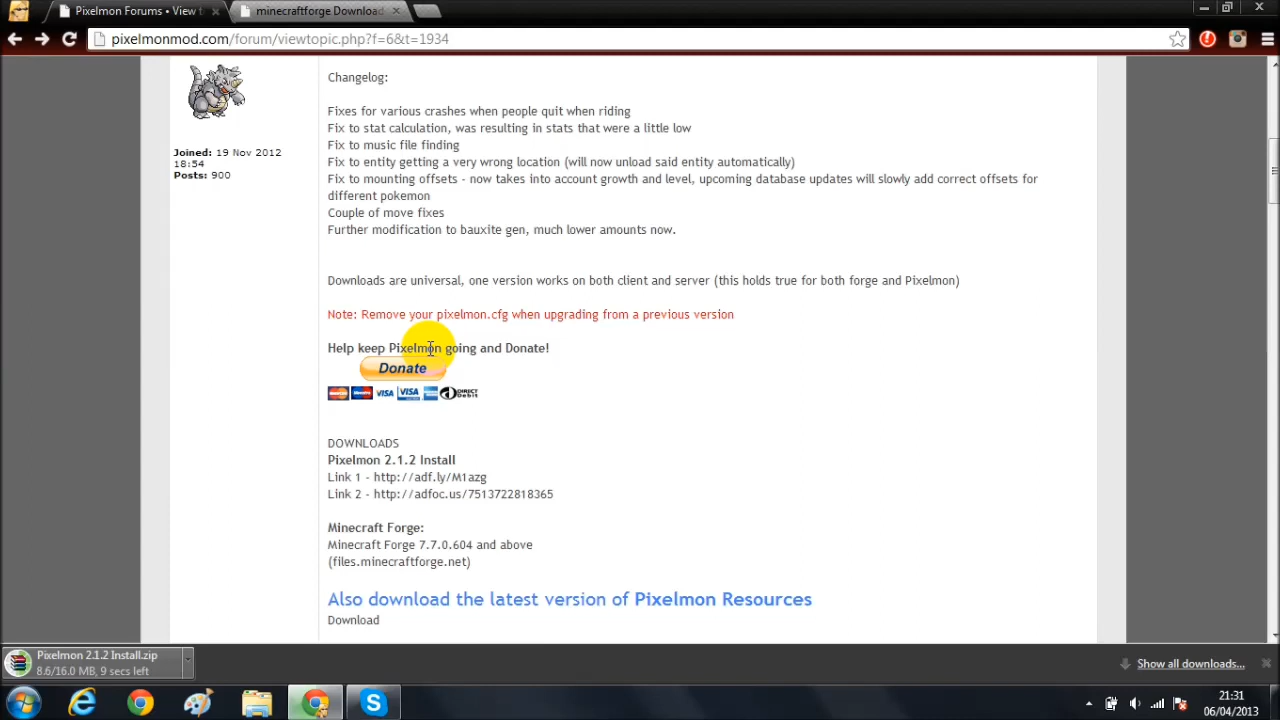 Pixelmon Forums • View t
minecraftforge Download
pixelmonmod.com/forum/viewtopic.php?f=6&t=1934
Joined: 19 Nov 2012
18:54
Posts: 900
Changelog:
Fixes for various crashes when people quit when riding
Fix to stat calculation, was resulting in stats that were a little low
Fix to music file finding
Fix to entity getting a very wrong location (will now unload said entity automatically)
Fix to mounting offsets - now takes into account growth and level, upcoming database updates will slowly add correct offsets for
different pokemon
Couple of move fixes
Further modification to bauxite gen, much lower amounts now.
Downloads are universal, one version works on both client and server (this holds true for both forge and Pixelmon)
Note: Remove your pixelmon.cfg when upgrading from a previous version
Help keep Pixelmon going and Donate!
Donate
VISA VISA DIRECT Debit
DOWNLOADS
Pixelmon 2.1.2 Install
Link 1 - http://adf.ly/M1azg
Link 2 - http://adfoc.us/7513722818365
Minecraft Forge:
Minecraft Forge 7.7.0.604 and above
(files.minecraftforge.net)
Also download the latest version of Pixelmon Resources
Download
Pixelmon 2.1.2 Install.zip
8.6/16.0 MB, 9 secs left
Show all downloads...
21:31
06/04/2013